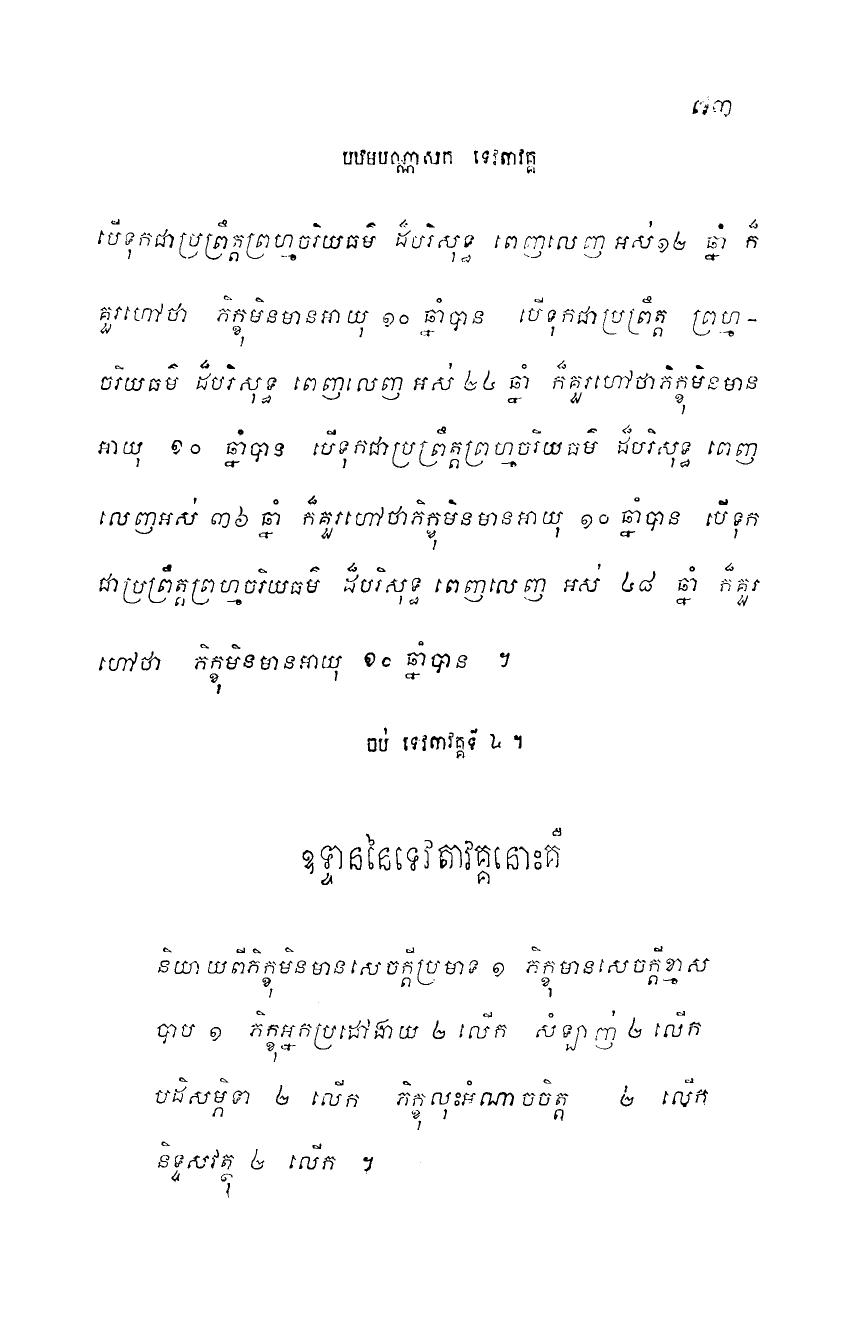 ៧៣
បឋមបណ្ណាសក ទេវតាវគ្គ
បើទុកជាប្រព្រឹត្តព្រហ្មចរិយធម៌ ដ៏បរិសុទ្ធ ពេញលេញ អស់១២ ឆ្នាំ ក៏
គួរហៅថា ភិក្ខុមិនមានអាយុ ១០ ឆ្នាំបាន បើទុកជាប្រព្រឹត្ត ព្រហ្ម-
ចរិយធម៌ ដ៏បរិសុទ្ធ ពេញលេញ អស់ ២៤ ឆ្នាំ ក៏គួរហៅថាភិក្ខុមិនមាន
អាយុ ១០ ឆ្នាំបាន បើទុកជាប្រព្រឹត្តព្រហ្មចរិយធម៌ ដ៏បរិសុទ្ធ ពេញ
លេញអស់ ៣៦ ឆ្នាំ ក៏គួរហៅថាភិក្ខុមិនមានអាយុ ១០ ឆ្នាំបាន បើទុក
ជាប្រព្រឹត្តព្រហ្មចរិយធម៌ ដ៏បរិសុទ្ធ ពេញលេញ អស់ ៤៨ ឆ្នាំ ក៏គួរ
ហៅថា ភិក្ខុមិនមានអាយុ ១០ ឆ្នាំបាន ។
ចប់ ទេវតាវគ្គទី ៤ ។
ឧទ្ទាននៃទេវតាវគ្គនោះគឺ
និយាយពីភិក្ខុមិនមានសេចក្តីប្រមាទ ១ ភិក្ខុមានសេចក្តីខ្មាស
បាប ១ ភិក្ខុអ្នកប្រដៅងាយ ២ លើក សំឡាញ់ ២ លើក
បដិសម្ភិទា ២ លើក ភិក្ខុលុះអំណាចចិត្ត ២ លើក
និទ្ទសវត្ថុ ២ លើក ។